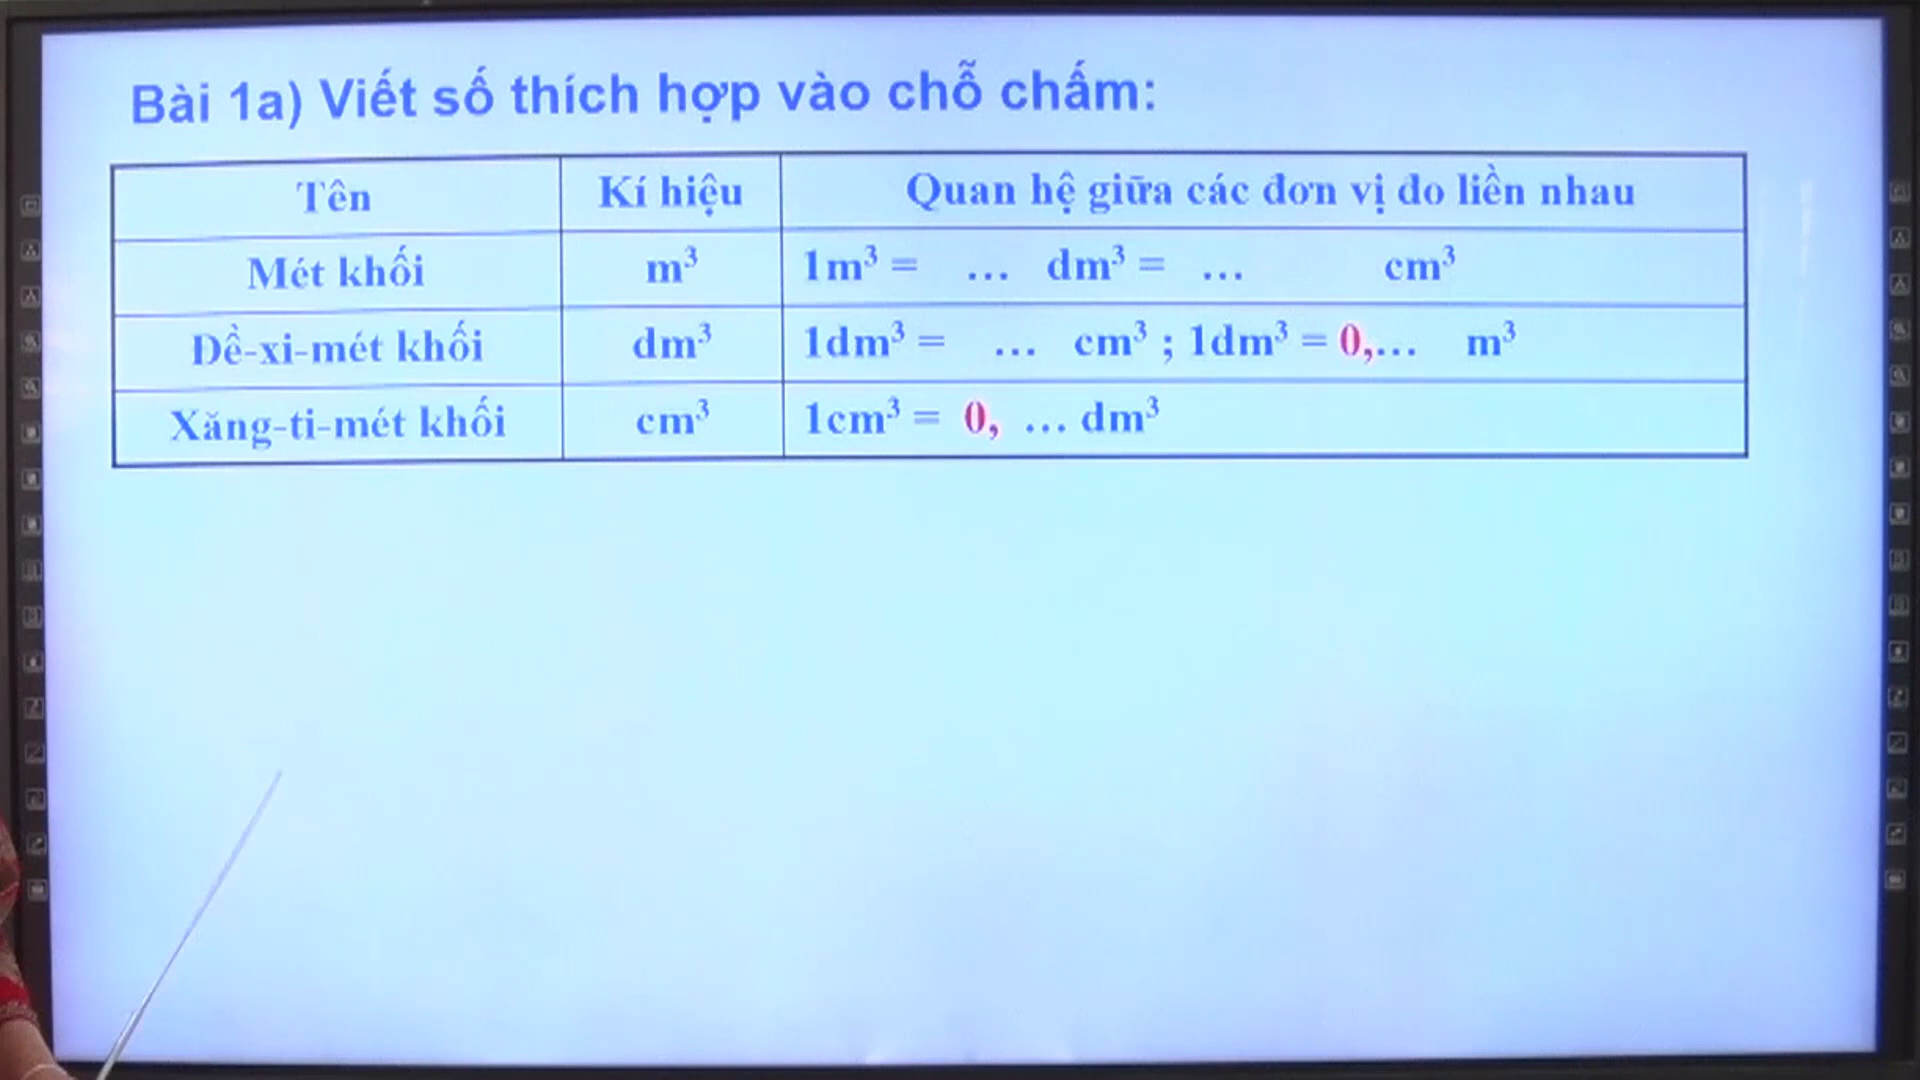 Bài 1a) Viết số thích hợp vào chỗ chấm:
Tên Kí hiệu Quan hệ giữa các đơn vị đo liền nhau
Mét khối m³ 1m³ = ... dm³ = ... cm³
Đề-xi-mét khối dm³ 1dm³ = ... cm³ ; 1dm³ = 0,... m³
Xăng-ti-mét khối cm³ 1cm³ = 0, ... dm³